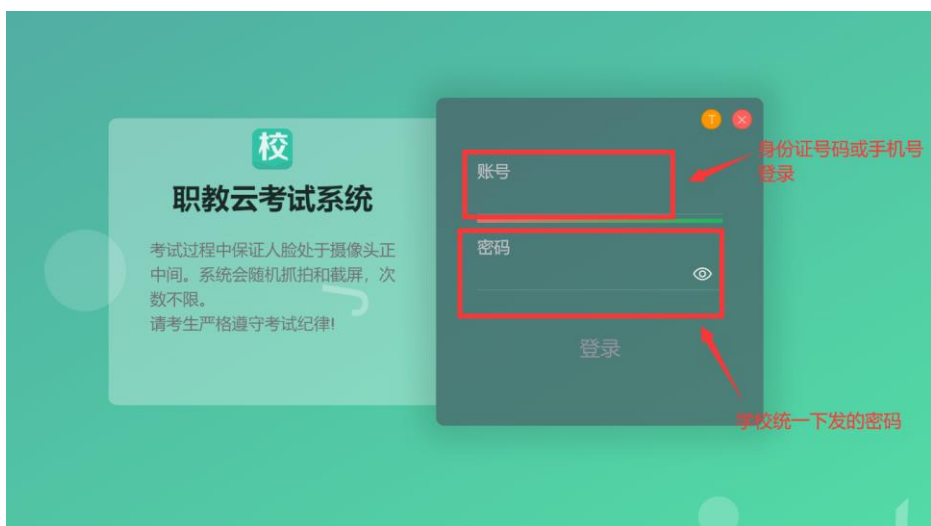 校
职教云考试系统
考试过程中保证人脸处于摄像头正
中间。系统会随机抓拍和截屏，次
数不限。
请考生严格遵守考试纪律!
T
账号
密码
登录
身份证号码或手机号
登录
学校统一下发的密码